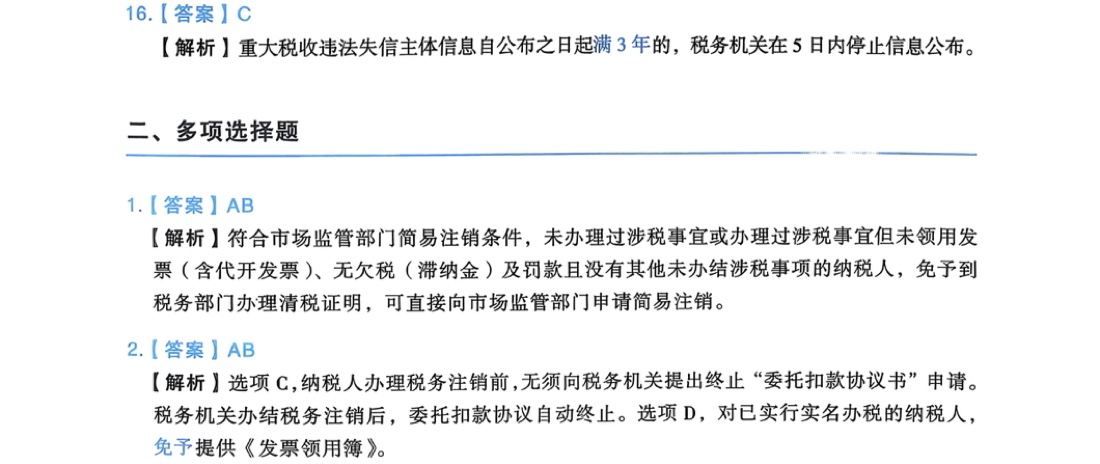 16.【答案】C
【解析】重大税收违法失信主体信息自公布之日起满 3 年的，税务机关在 5 日内停止信息公布。
二、多项选择题
1.【答案】AB
【解析】符合市场监管部门简易注销条件，未办理过涉税事宜或办理过涉税事宜但未领用发
票（含代开发票）、无欠税（滞纳金）及罚款且没有其他未办结涉税事项的纳税人，免予到
税务部门办理清税证明，可直接向市场监管部门申请简易注销。
2.【答案】AB
【解析】选项 C，纳税人办理税务注销前，无须向税务机关提出终止“委托扣款协议书”申请。
税务机关办结税务注销后，委托扣款协议自动终止。选项 D，对已实行实名办税的纳税人，
免予提供《发票领用簿》。